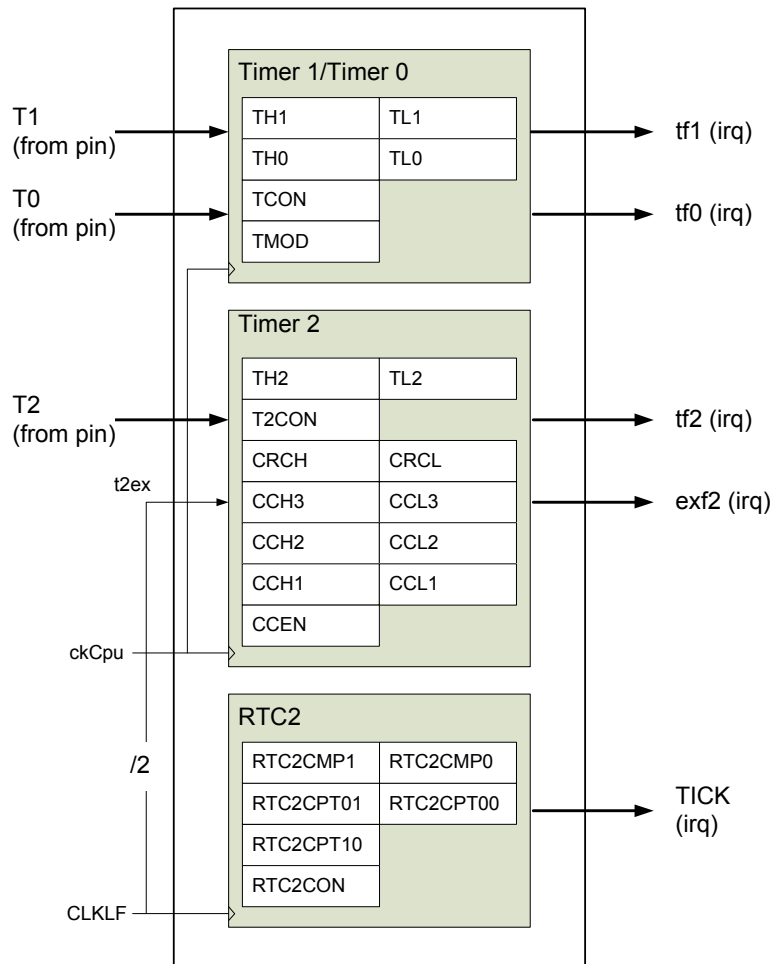 Timer 1/Timer 0
T1
(from pin)
TH1 TL1
tf1 (irq)
TH0 TL0
T0
(from pin)
TCON
tf0 (irq)
TMOD
Timer 2
TH2 TL2
T2
(from pin)
T2CON
tf2 (irq)
CRCH CRCL
t2ex
CCH3 CCL3
exf2 (irq)
CCH2 CCL2
CCH1 CCL1
CCEN
ckCpu
RTC2
/2
RTC2CMP1 RTC2CMP0
RTC2CPT01 RTC2CPT00
TICK
(irq)
RTC2CPT10
RTC2CON
CLKLF